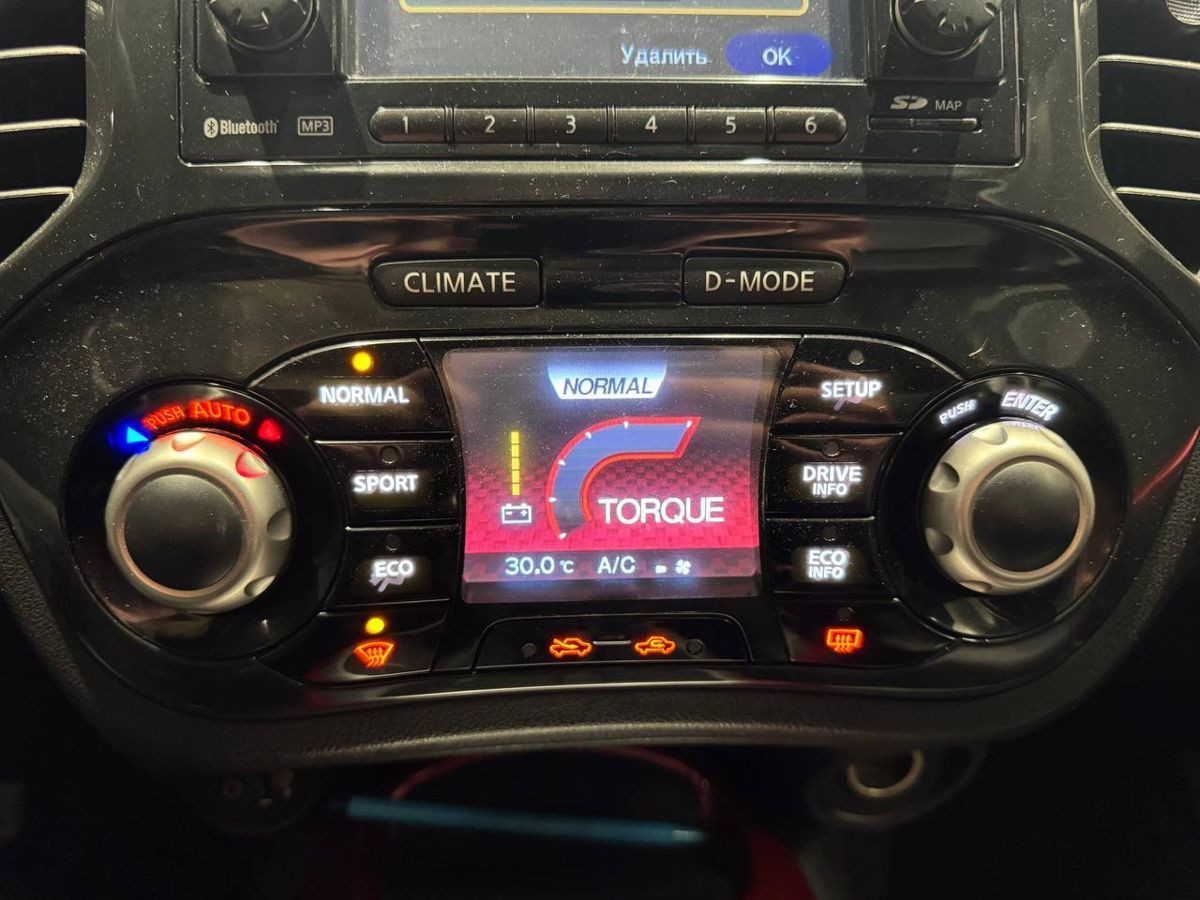 Удалить OK
Bluetooth MP3 1 2 3 4 5 6 SD MAP
CLIMATE D-MODE
PUSH AUTO
NORMAL
SPORT
ECO
NORMAL
TORQUE
30.0°C A/C
SETUP
DRIVE
INFO
ECO
INFO
PUSH ENTER